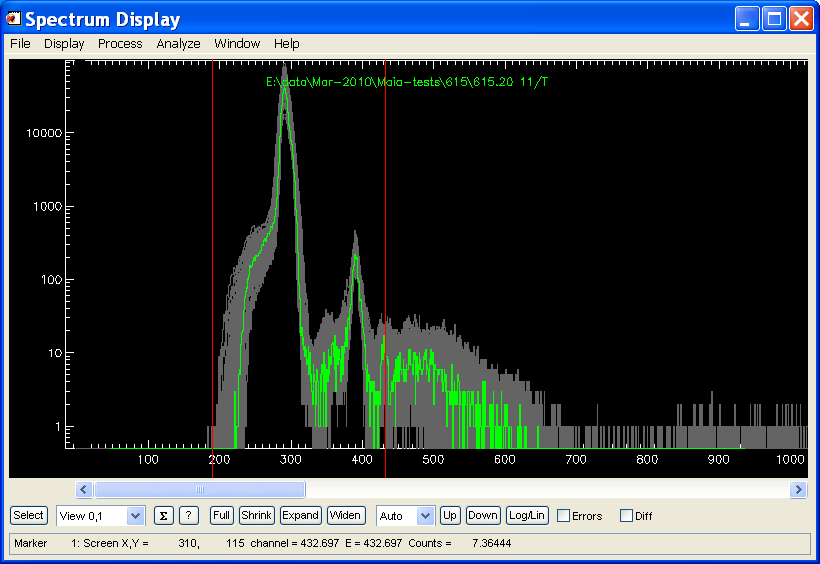 Spectrum Display
File Display Process Analyze Window Help
E:\data\Mar-2010\Maia-tests\615\615.20 11/T
10000
1000
100
10
1
100 200 300 400 500 600 700 800 900 1000
Select View 0,1 Σ ? Full Shrink Expand Widen Auto Up Down Log/Lin Errors Diff
Marker 1: Screen X,Y = 310, 115 channel = 432.697 E = 432.697 Counts = 7.36444